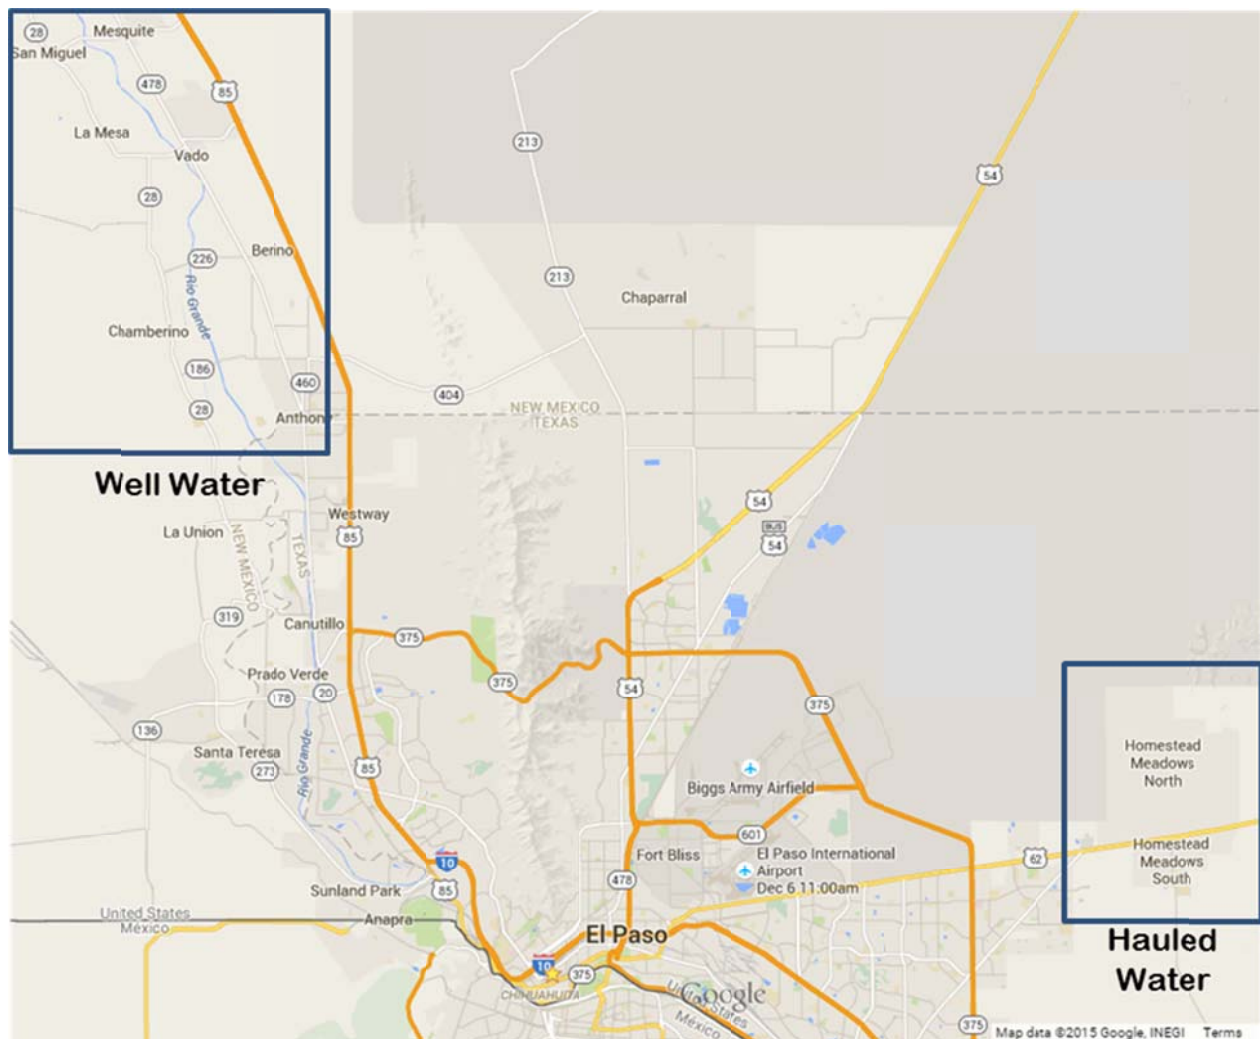 28
Mesquite
San Miguel
478
85
213
La Mesa
Vado
54
28
226
Berino
213
Chaparral
Rio Grande
Chamberino
186
460
404
28
Anthony
NEW MEXICO
TEXAS
Well Water
54
BUS
54
Westway
85
La Union
NEW MEXICO
TEXAS
319
Canutillo
375
Prado Verde
178
20
375
54
375
136
Santa Teresa
273
Rio Grande
85
Biggs Army Airfield
Homestead
Meadows
North
601
Fort Bliss
El Paso International
Airport
Dec 6 11:00am
62
Homestead
Meadows
South
10
85
478
Sunland Park
United States
México
Anapra
El Paso
Hauled
Water
10
375
CHIHUAHUITA
Google
United States
México
375
Map data ©2015 Google, INEGI Terms